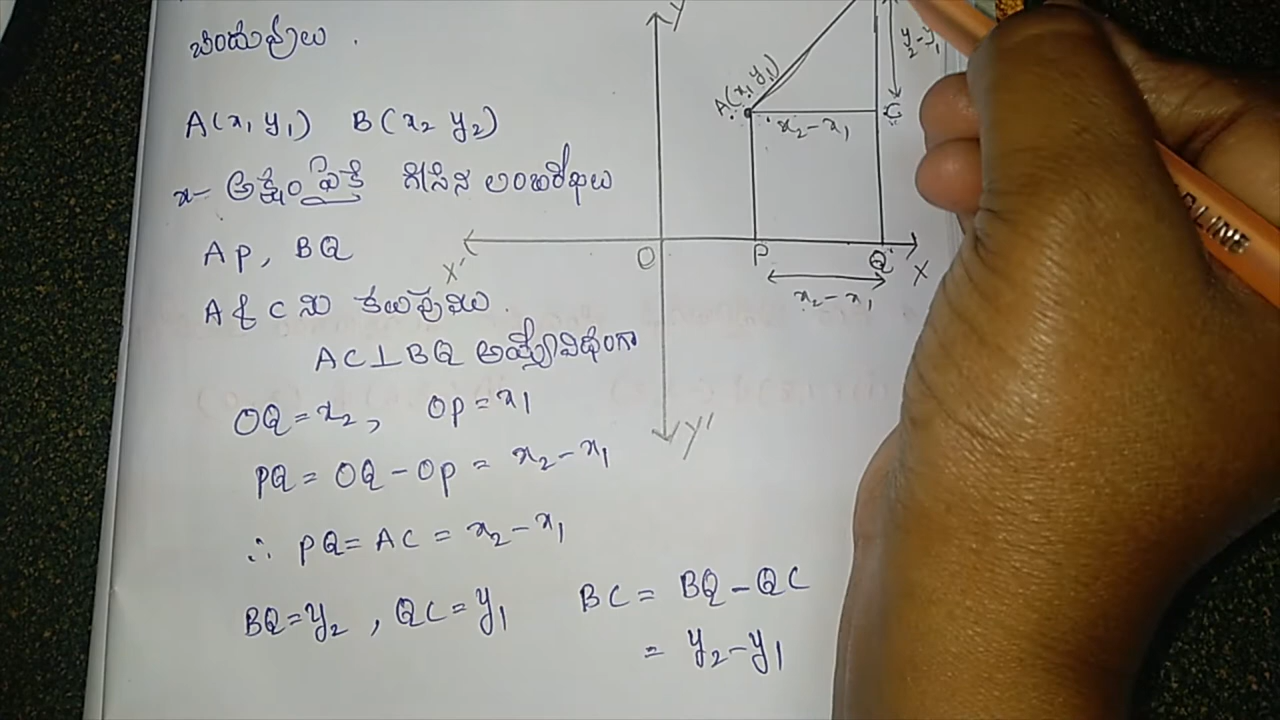 బిందువులు .
A(x₁ y₁) B(x₂ y₂)
x- అక్షం పైకి గీసిన లంబరేఖలు
AP, BQ
A & C ను కలుపుము.
AC⊥BQ అయ్యేవిధంగా
OQ = x₂, OP = x₁
PQ = OQ - OP = x₂ - x₁
∴ PQ = AC = x₂ - x₁
BQ = y₂ , QC = y₁
BC = BQ - QC
= y₂ - y₁
Y
y₂ - y₁
A(x₁ y₁)
x₂ - x₁
C
X'
O
P
Q
X
x₂ - x₁
Y'
RLINE